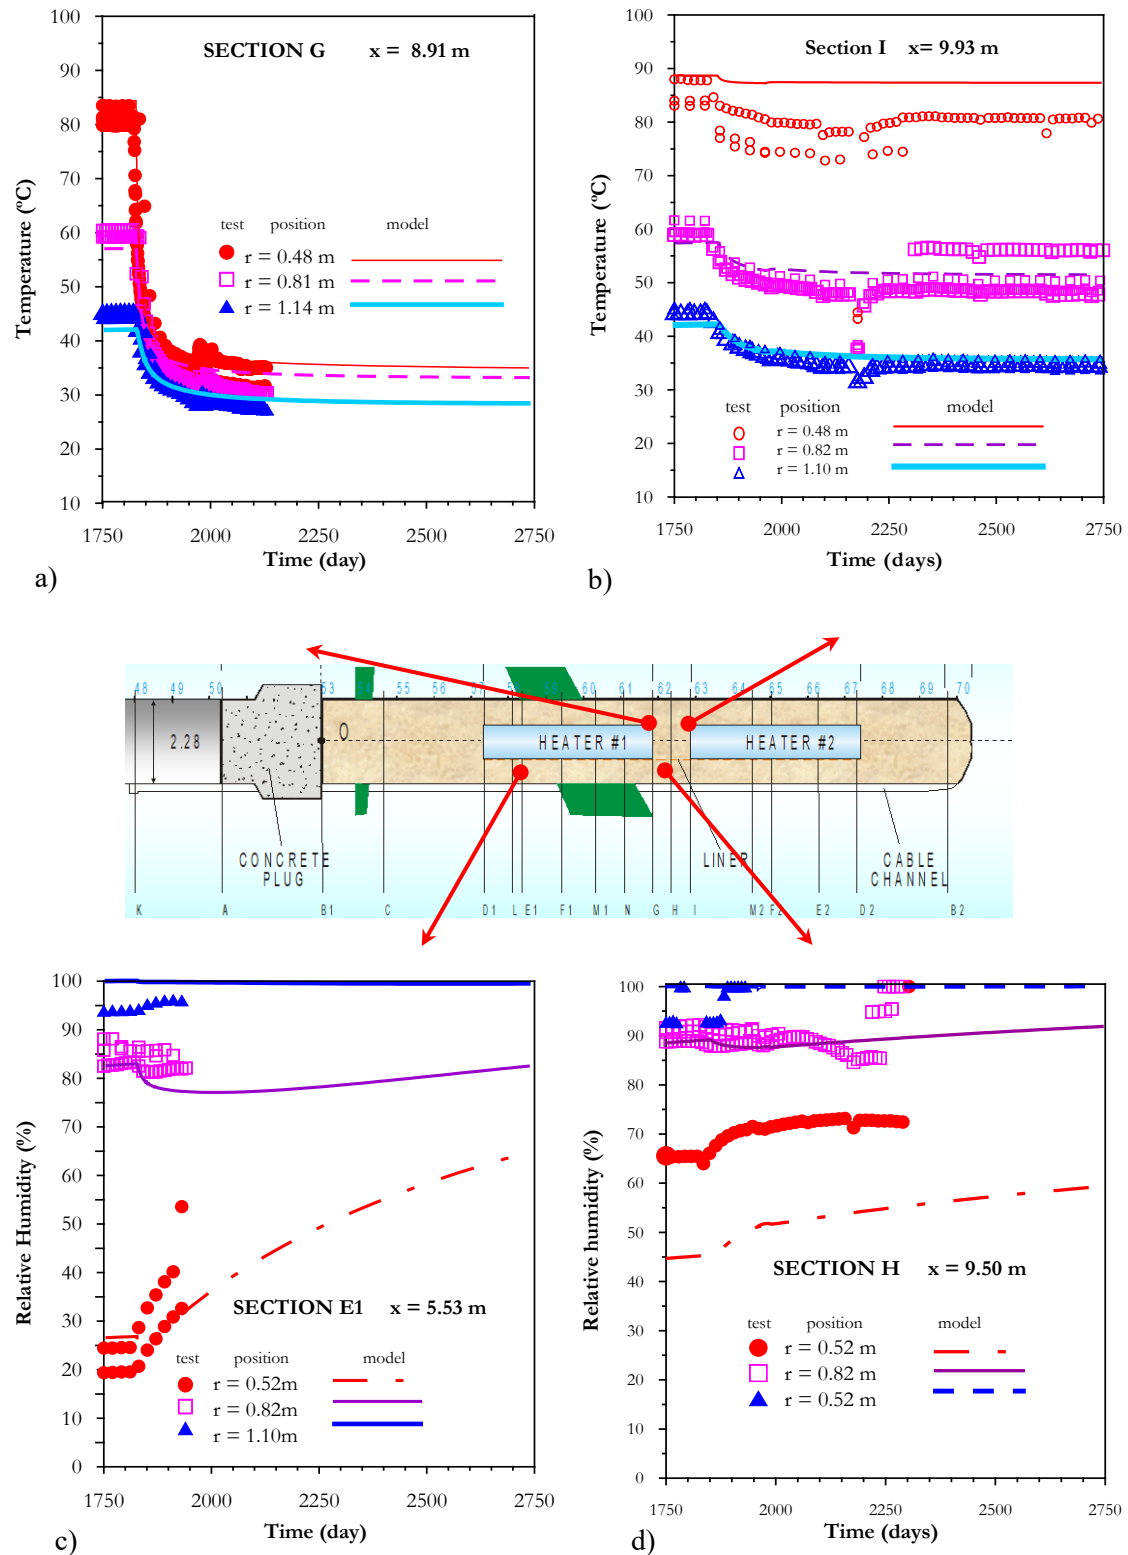 100
90
80
70
60
50
40
30
20
10
Temperature (ºC)
SECTION G x = 8.91 m
test position model
r = 0.48 m
r = 0.81 m
r = 1.14 m
1750 2000 2250 2500 2750
Time (day)
a)
100
90
80
70
60
50
40
30
20
10
Temperature (ºC)
Section I x= 9.93 m
test position model
r = 0.48 m
r = 0.82 m
r = 1.10 m
1750 2000 2250 2500 2750
Time (days)
b)
48 49 50 53 54 55 56 57 58 59 60 61 62 63 64 65 66 67 68 69 70
2.28
O
HEATER #1 HEATER #2
CONCRETE PLUG
LINER
CABLE CHANNEL
K A B1 C D1 L E1 F1 M1 N G H I M2 F2 E2 D2 B2
100
90
80
70
60
50
40
30
20
10
0
Relative Humidity (%)
SECTION E1 x = 5.53 m
test position model
r = 0.52m
r = 0.82m
r = 1.10m
1750 2000 2250 2500 2750
Time (day)
c)
100
90
80
70
60
50
40
30
20
10
0
Relative humidity (%)
SECTION H x = 9.50 m
test position model
r = 0.52 m
r = 0.82 m
r = 0.52 m
1750 2000 2250 2500 2750
Time (days)
d)